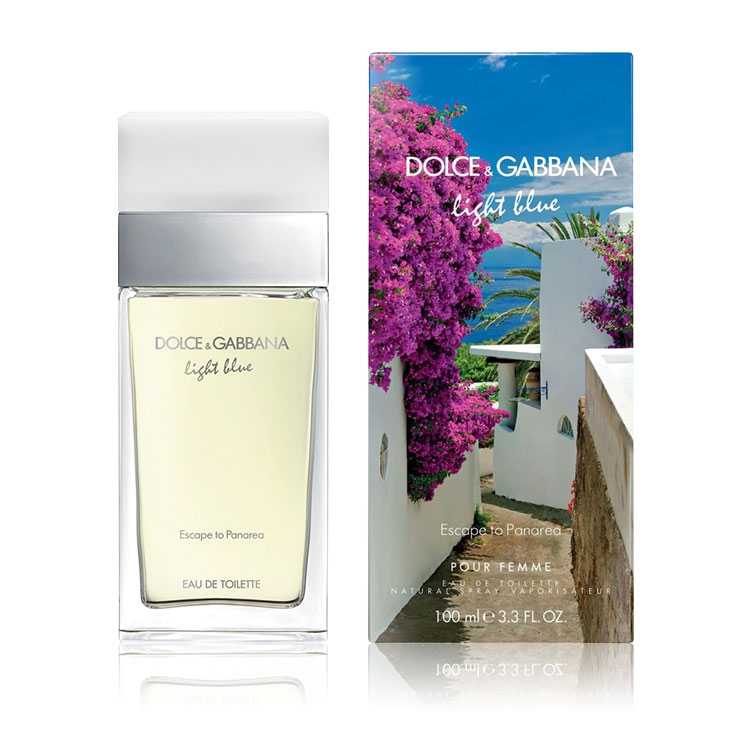 DOLCE & GABBANA
light blue
Escape to Panarea
EAU DE TOILETTE
DOLCE & GABBANA
light blue
Escape to Panarea
POUR FEMME
EAU DE TOILETTE
NATURAL SPRAY VAPORISATEUR
100 ml e 3.3 FL. OZ.